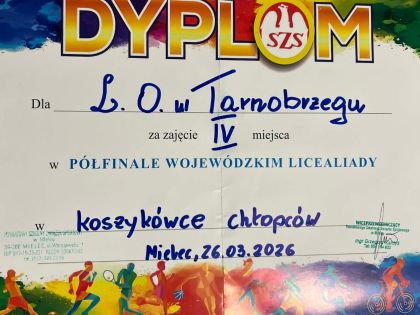 DYPLOM
SZS
Dla L. O. w Tarnobrzegu
za zajęcie IV miejsca
w PÓŁFINALE WOJEWÓDZKIM LICEALIADY
w koszykówce chłopców
Mielec, 26.03.2026